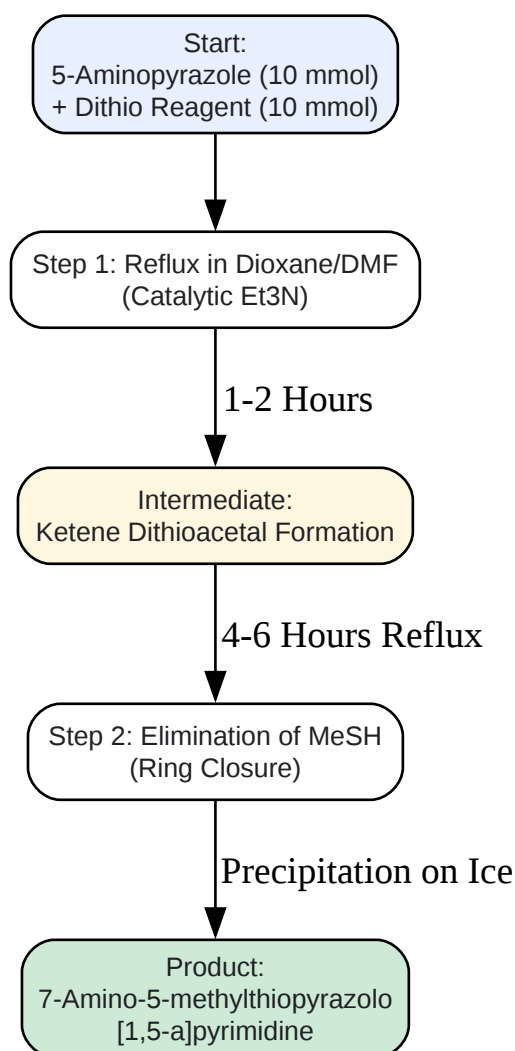 Start:
5-Aminopyrazole (10 mmol)
+ Dithio Reagent (10 mmol)
Step 1: Reflux in Dioxane/DMF
(Catalytic Et3N)
1-2 Hours
Intermediate:
Ketene Dithioacetal Formation
4-6 Hours Reflux
Step 2: Elimination of MeSH
(Ring Closure)
Precipitation on Ice
Product:
7-Amino-5-methylthiopyrazolo
[1,5-a]pyrimidine